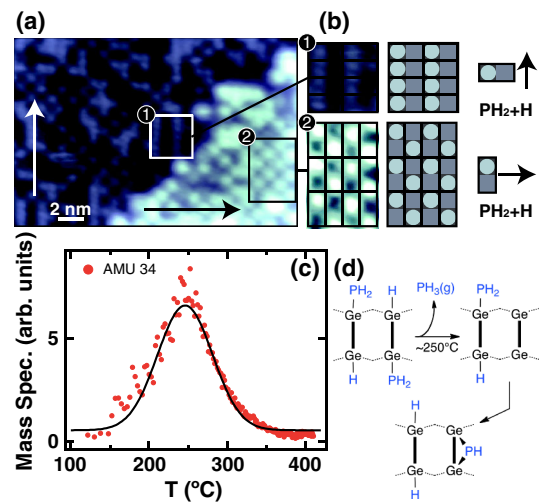 (a)
(b)
1
2
2 nm
1
PH2+H
2
PH2+H
(c)
AMU 34
Mass Spec. (arb. units)
5
0
100
200
300
400
T (ºC)
(d)
PH2
H
PH3(g)
PH2
Ge
Ge
Ge
Ge
~250°C
Ge
Ge
Ge
Ge
H
PH2
H
H
Ge
Ge
PH
Ge
Ge
H